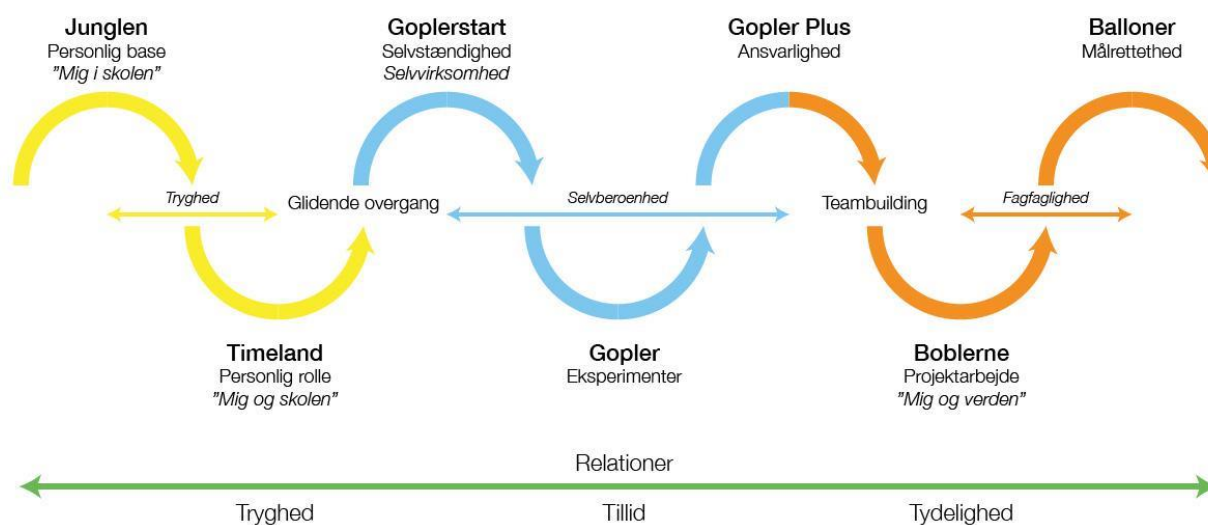 Junglen
Personlig base
"Mig i skolen"
Goplerstart
Selvstændighed
Selvvirksomhed
Gopler Plus
Ansvarlighed
Balloner
Målrettethed
Tryghed
Glidende overgang
Selvberoenhed
Teambuilding
Fagfaglighed
Timeland
Personlig rolle
"Mig og skolen"
Gopler
Eksperimenter
Boblerne
Projektarbejde
"Mig og verden"
Relationer
Tryghed
Tillid
Tydelighed